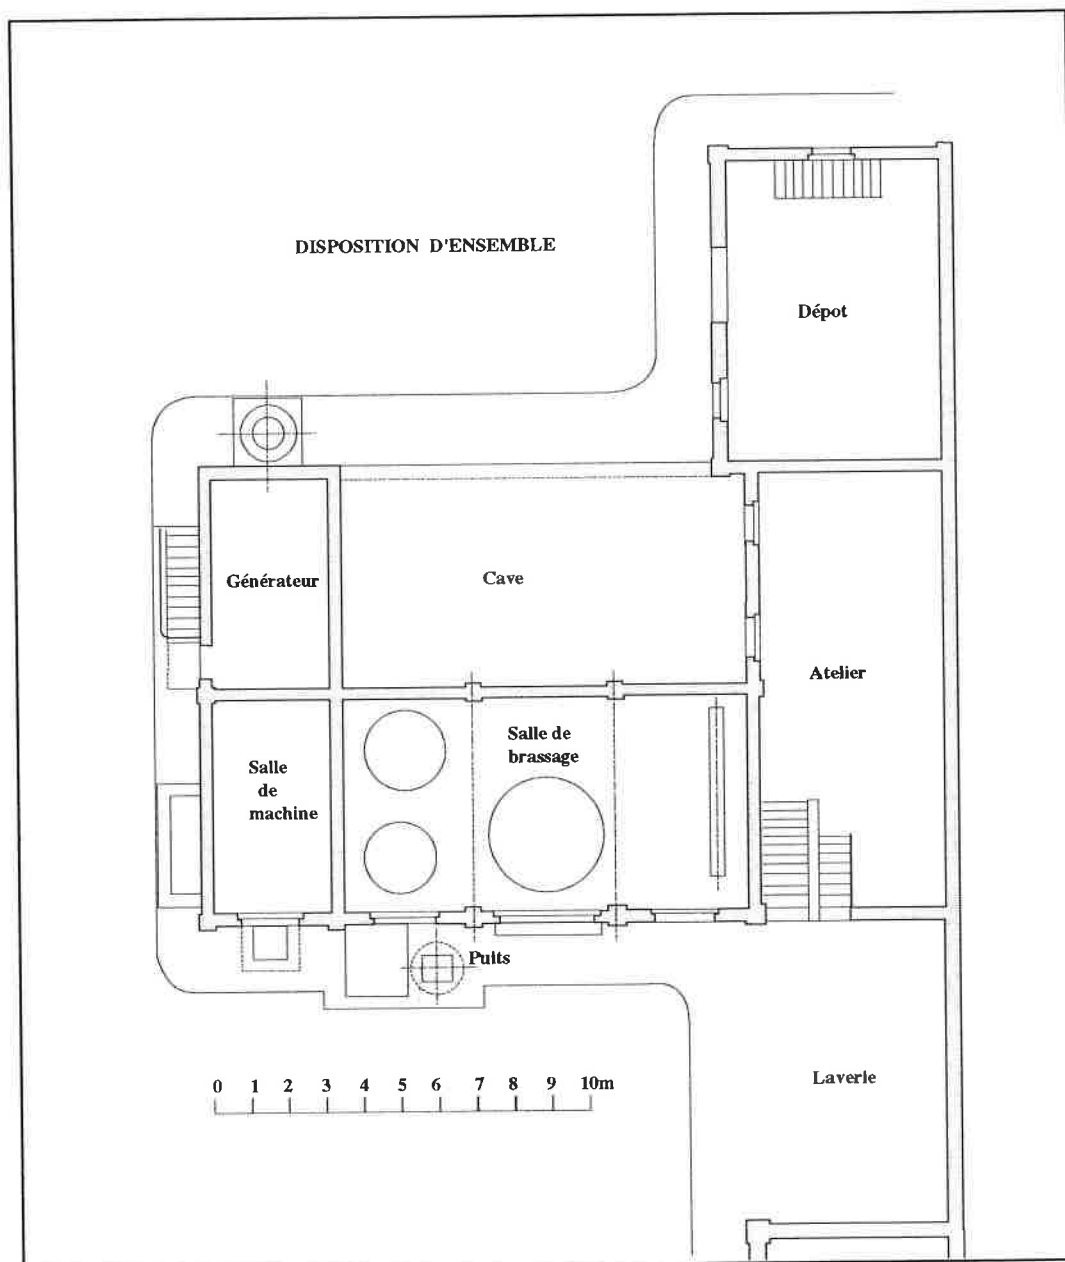 DISPOSITION D'ENSEMBLE
Dépot
Générateur
Cave
Atelier
Salle
de
machine
Salle de
brassage
Puits
Laverie
0 1 2 3 4 5 6 7 8 9 10m